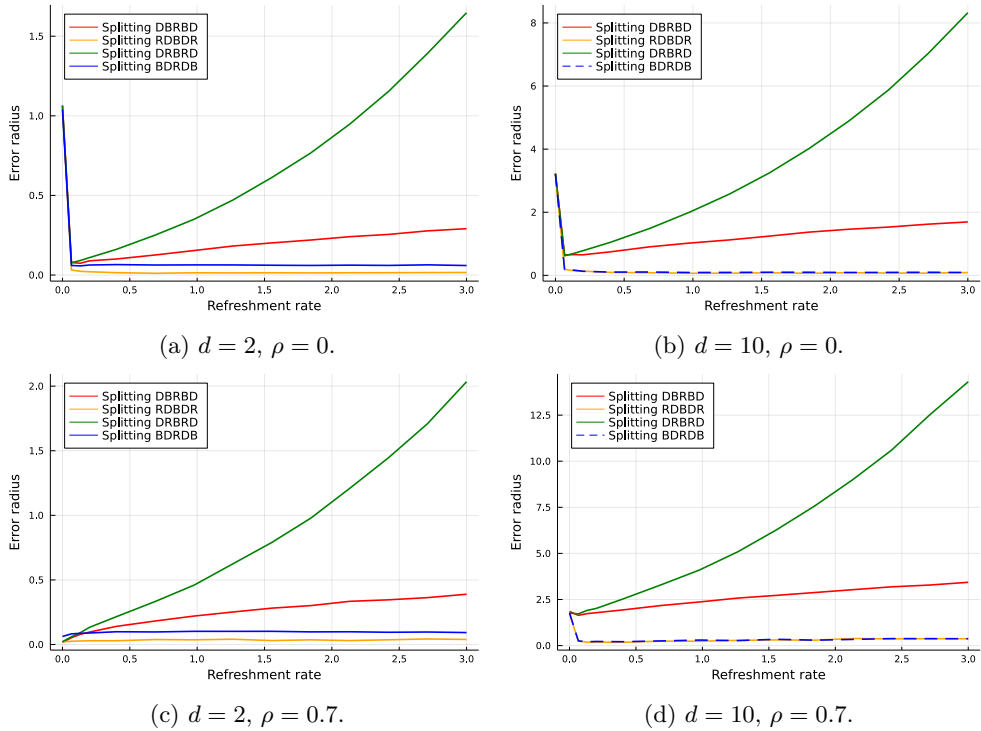 Splitting DBRBD
Splitting RDBDR
Splitting DRBRD
Splitting BDRDB
Error radius
1.5
1.0
0.5
0.0
0.0 0.5 1.0 1.5 2.0 2.5 3.0
Refreshment rate
(a) d = 2, ρ = 0.
Splitting DBRBD
Splitting RDBDR
Splitting DRBRD
Splitting BDRDB
Error radius
8
6
4
2
0
0.0 0.5 1.0 1.5 2.0 2.5 3.0
Refreshment rate
(b) d = 10, ρ = 0.
Splitting DBRBD
Splitting RDBDR
Splitting DRBRD
Splitting BDRDB
Error radius
2.0
1.5
1.0
0.5
0.0
0.0 0.5 1.0 1.5 2.0 2.5 3.0
Refreshment rate
(c) d = 2, ρ = 0.7.
Splitting DBRBD
Splitting RDBDR
Splitting DRBRD
Splitting BDRDB
Error radius
12.5
10.0
7.5
5.0
2.5
0.0
0.0 0.5 1.0 1.5 2.0 2.5 3.0
Refreshment rate
(d) d = 10, ρ = 0.7.